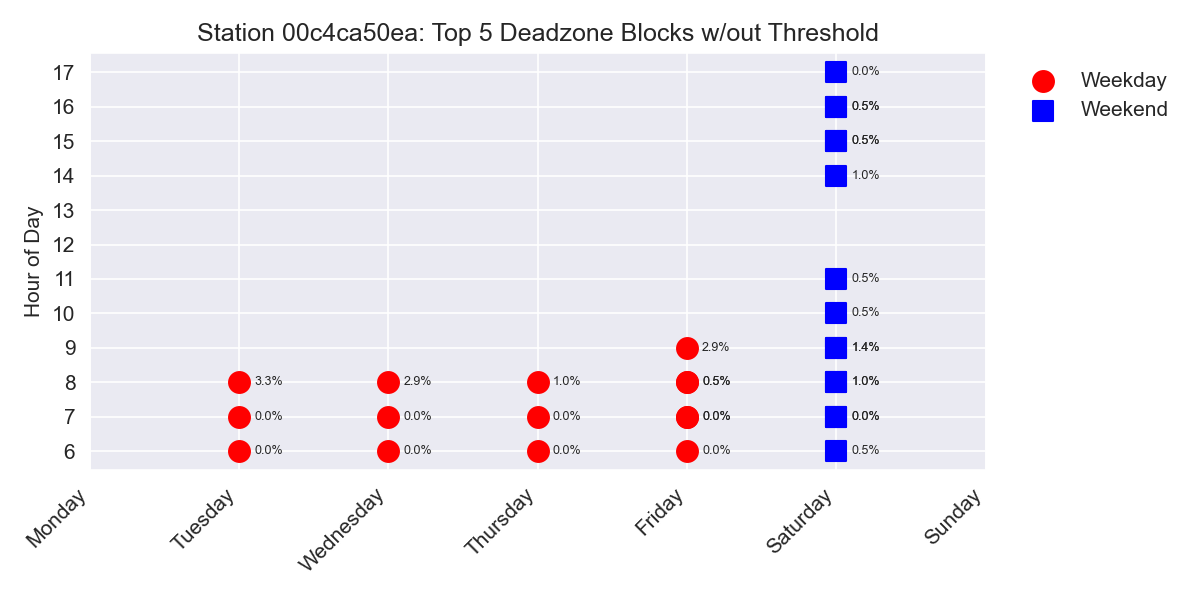 Station 00c4ca50ea: Top 5 Deadzone Blocks w/out Threshold
Weekday
Weekend
Hour of Day
17 0.0%
16 0.5%
15 0.5%
14 1.0%
13
12
11 0.5%
10 0.5%
9 2.9% 1.4%
8 3.3% 2.9% 1.0% 0.5% 1.0%
7 0.0% 0.0% 0.0% 0.0% 0.0%
6 0.0% 0.0% 0.0% 0.0% 0.5%
Monday
Tuesday
Wednesday
Thursday
Friday
Saturday
Sunday